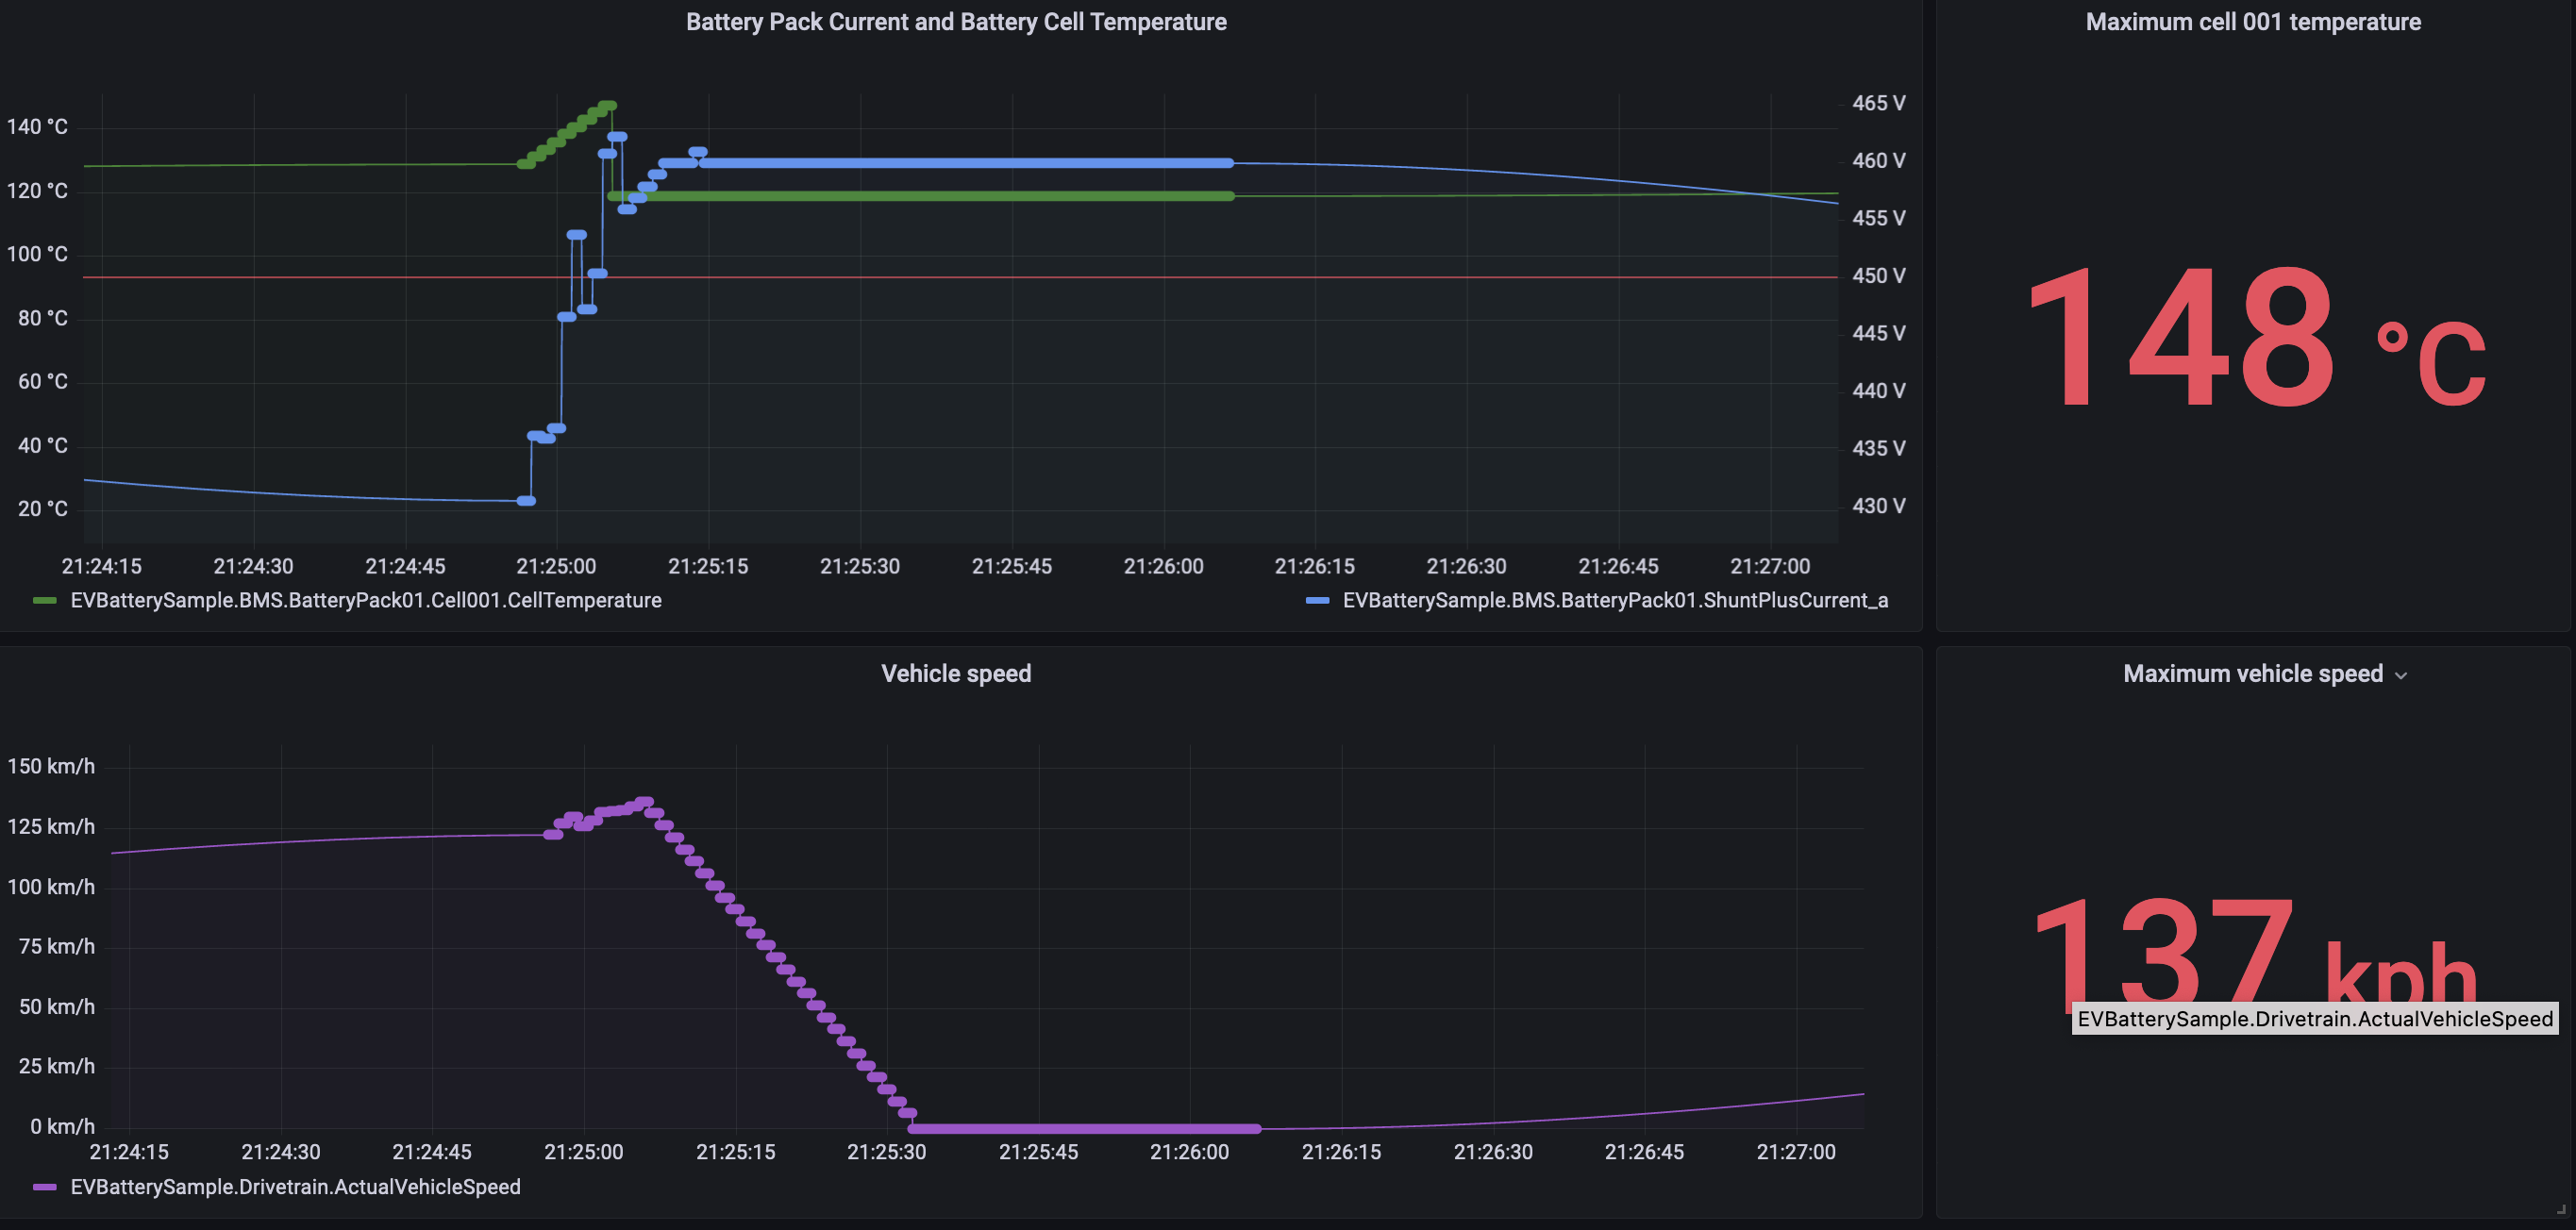 Battery Pack Current and Battery Cell Temperature
140 °C
120 °C
100 °C
80 °C
60 °C
40 °C
20 °C
465 V
460 V
455 V
450 V
445 V
440 V
435 V
430 V
21:24:15 21:24:30 21:24:45 21:25:00 21:25:15 21:25:30 21:25:45 21:26:00 21:26:15 21:26:30 21:26:45 21:27:00
EVBatterySample.BMS.BatteryPack01.Cell001.CellTemperature EVBatterySample.BMS.BatteryPack01.ShuntPlusCurrent_a
Maximum cell 001 temperature
148 °C
Vehicle speed
150 km/h
125 km/h
100 km/h
75 km/h
50 km/h
25 km/h
0 km/h
21:24:15 21:24:30 21:24:45 21:25:00 21:25:15 21:25:30 21:25:45 21:26:00 21:26:15 21:26:30 21:26:45 21:27:00
EVBatterySample.Drivetrain.ActualVehicleSpeed
Maximum vehicle speed
137 kph
EVBatterySample.Drivetrain.ActualVehicleSpeed